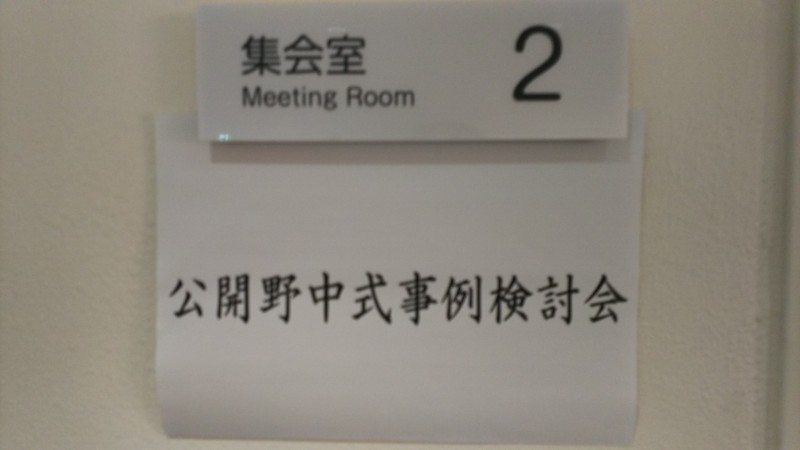 集会室 2
Meeting Room
公開野中式事例検討会